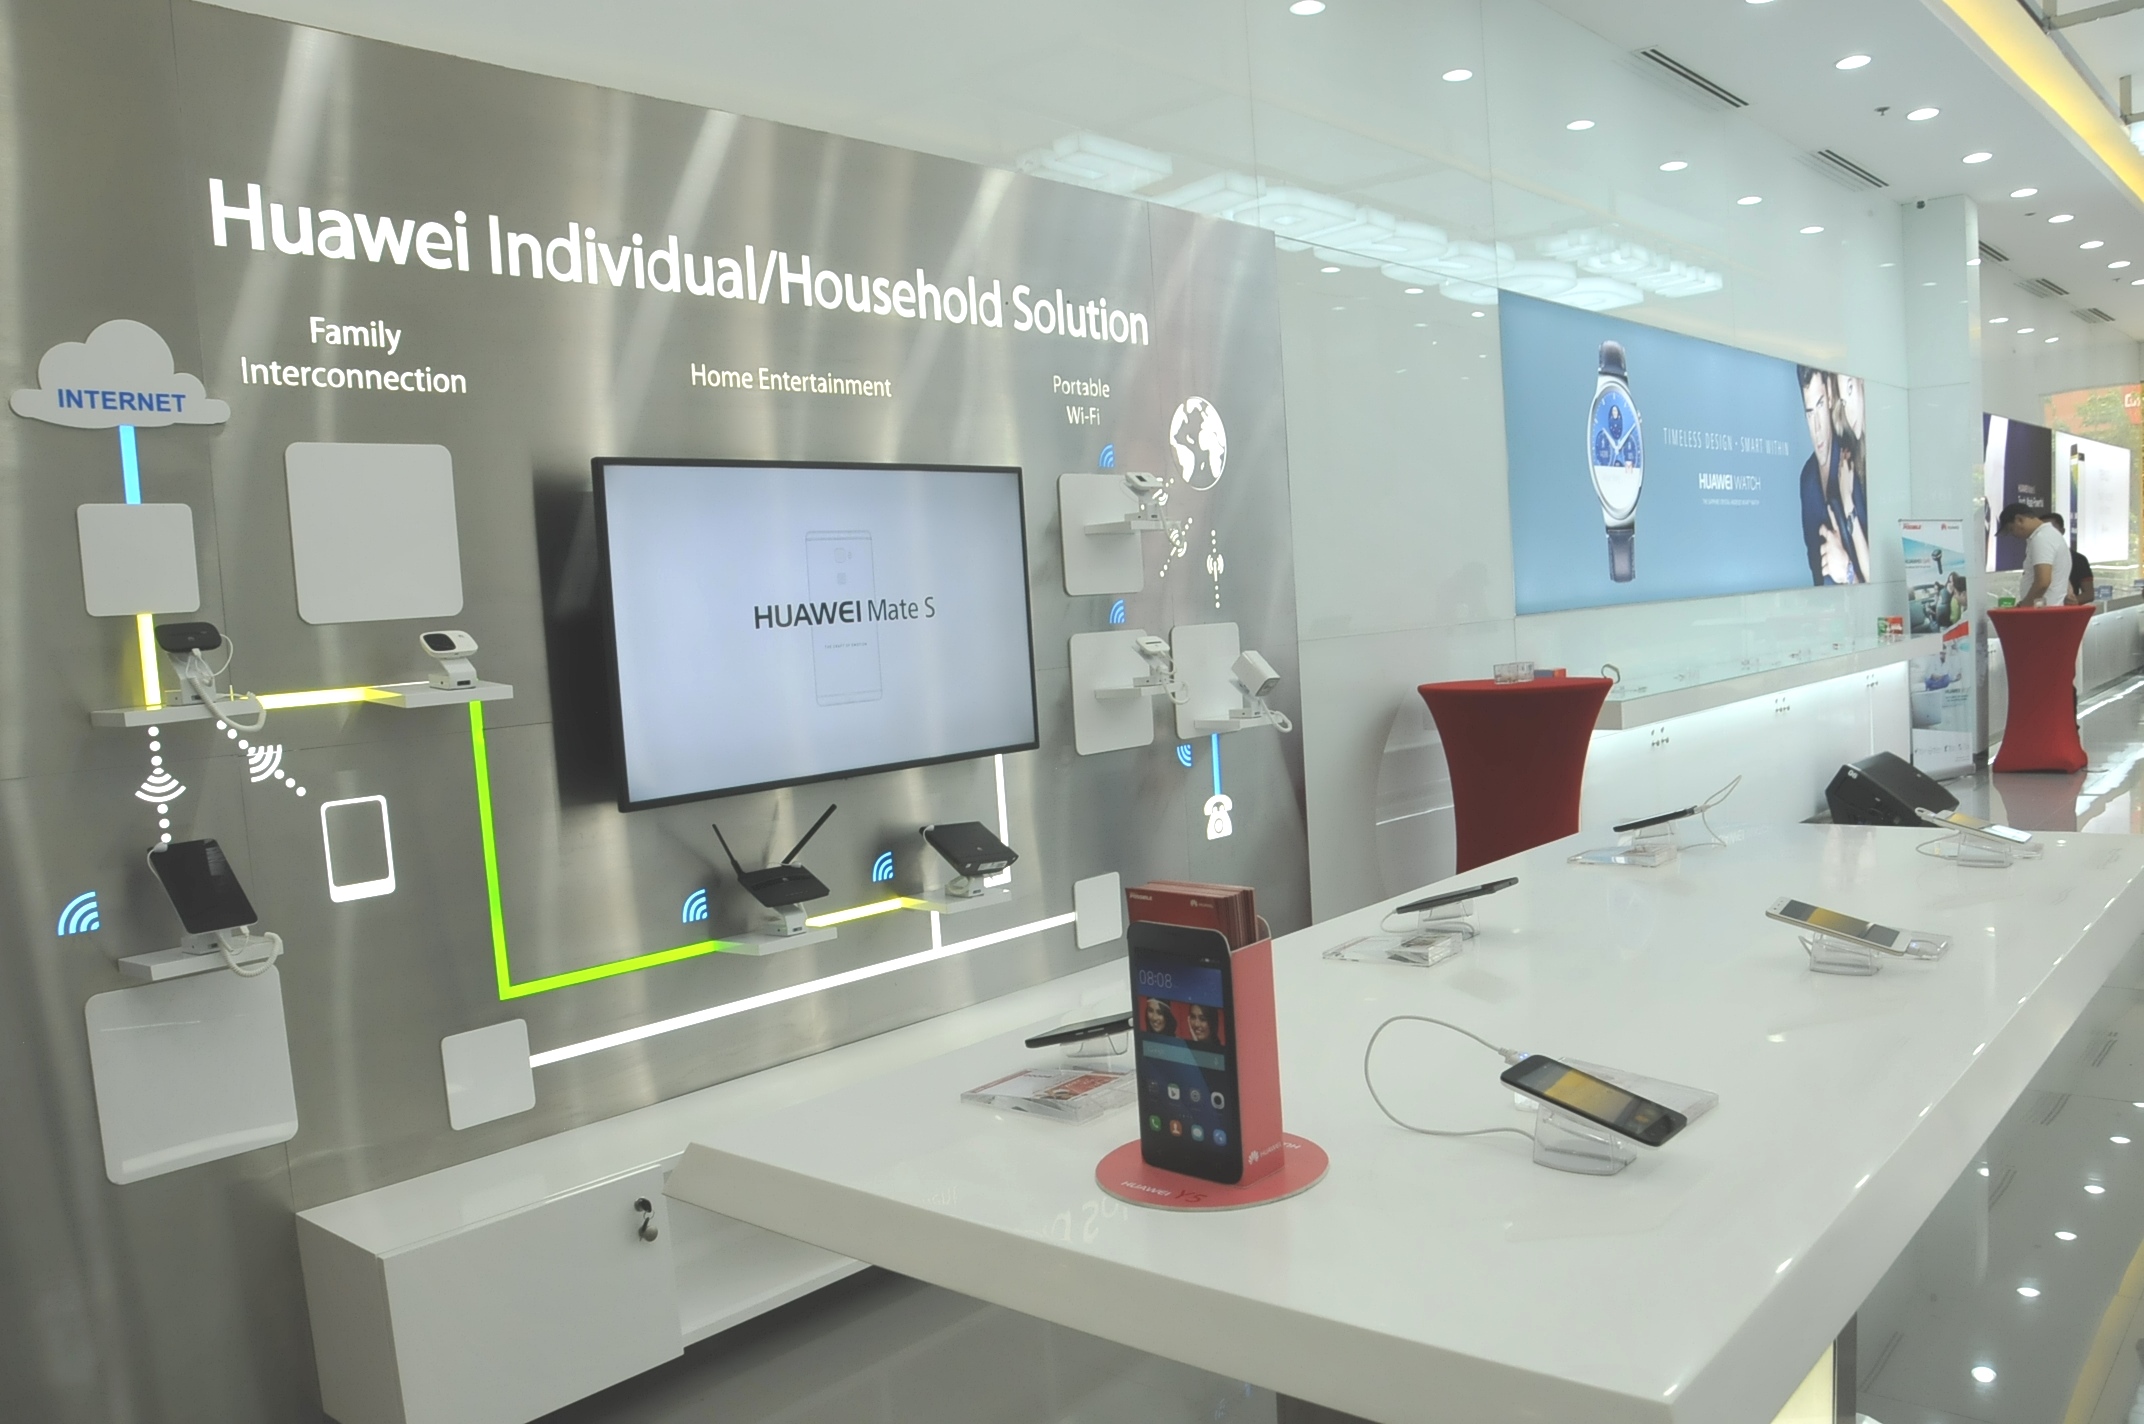 Huawei Individual/Household Solution
Family
Interconnection
Home Entertainment
Portable
Wi-Fi
INTERNET
HUAWEI Mate S
TIMELESS DESIGN · SMART WITHIN
HUAWEI WATCH
08:08
HUAWEI
HUAWEI Y5